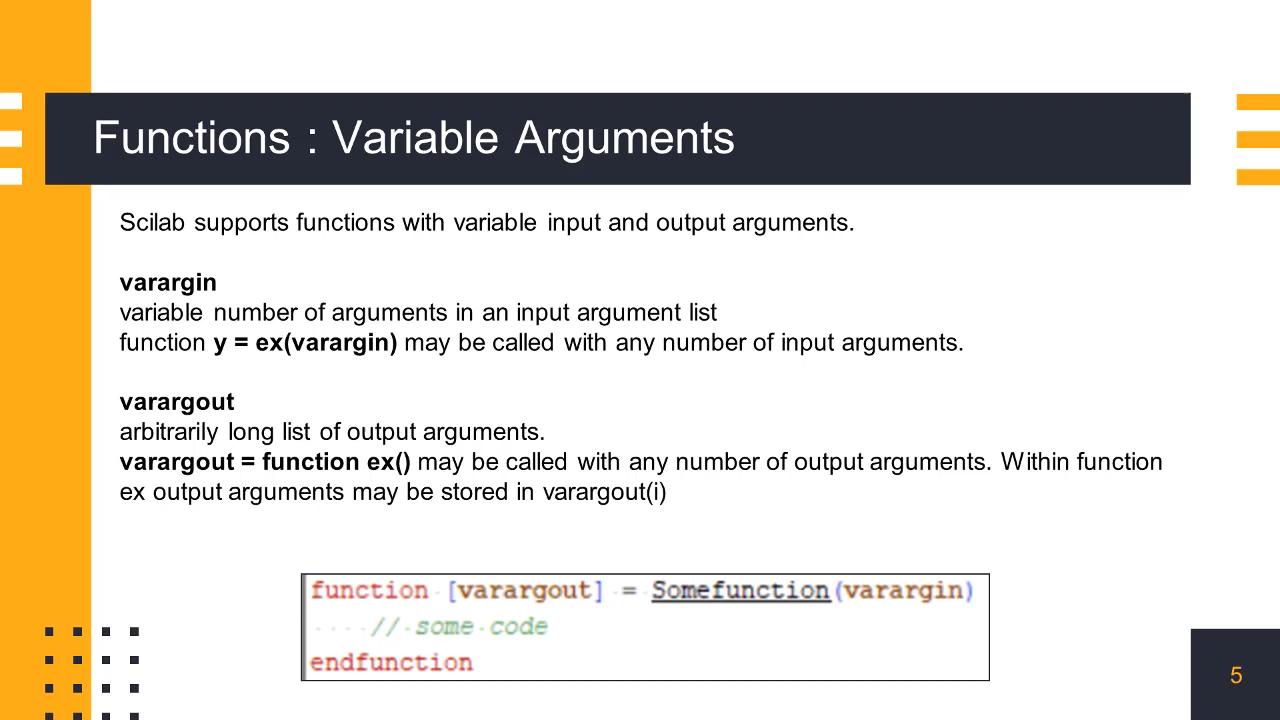 Functions : Variable Arguments
Scilab supports functions with variable input and output arguments.
varargin
variable number of arguments in an input argument list
function y = ex(varargin) may be called with any number of input arguments.
varargout
arbitrarily long list of output arguments.
varargout = function ex() may be called with any number of output arguments. Within function
ex output arguments may be stored in varargout(i)
function [varargout] = Somefunction(varargin)
// some code
endfunction
5